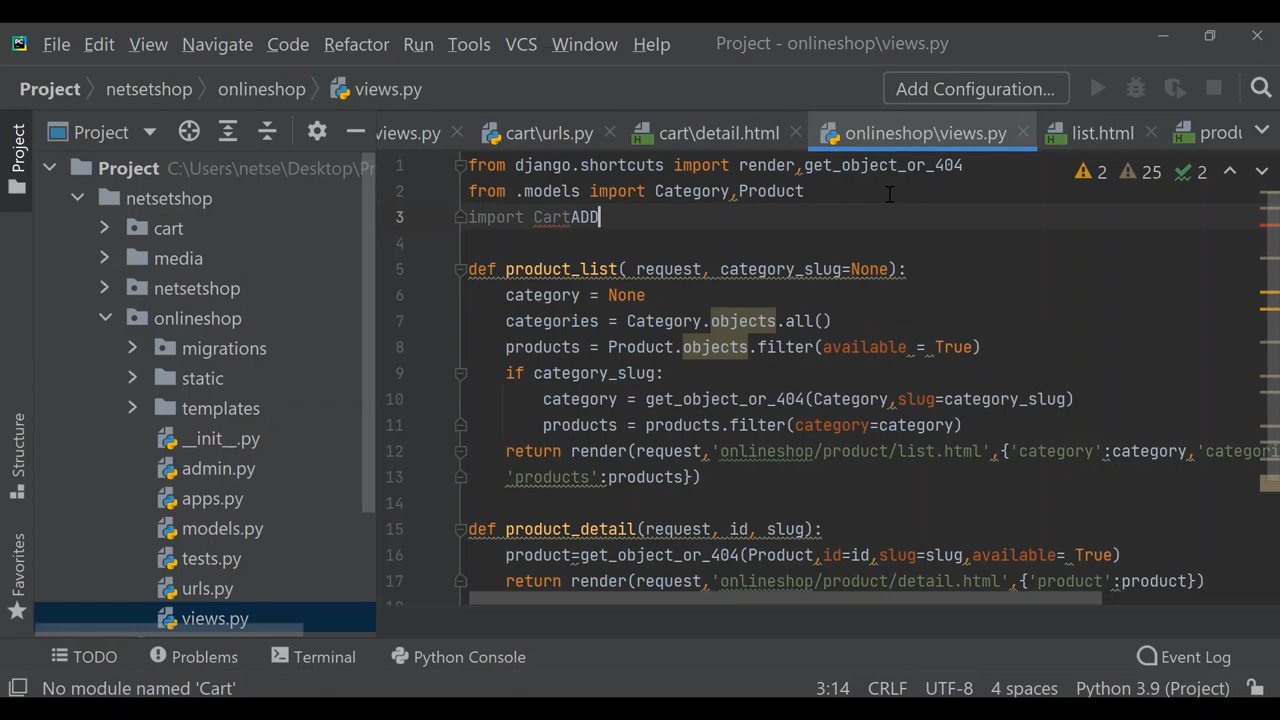 PC File Edit View Navigate Code Refactor Run Tools VCS Window Help Project - onlineshop\views.py
Project netsetshop onlineshop views.py Add Configuration...
Project views.py cart\urls.py cart\detail.html onlineshop\views.py list.html produ
Project
Structure
Favorites
Project C:\Users\netse\Desktop\Pr
netsetshop
cart
media
netsetshop
onlineshop
migrations
static
templates
__init__.py
admin.py
apps.py
models.py
tests.py
urls.py
views.py
2 25 2
1 from django.shortcuts import render,get_object_or_404
2 from .models import Category,Product
3 import CartADD
4
5 def product_list( request, category_slug=None):
6 category = None
7 categories = Category.objects.all()
8 products = Product.objects.filter(available = True)
9 if category_slug:
10 category = get_object_or_404(Category,slug=category_slug)
11 products = products.filter(category=category)
12 return render(request,'onlineshop/product/list.html',{'category':category,'categori
13 'products':products})
14
15 def product_detail(request, id, slug):
16 product=get_object_or_404(Product,id=id,slug=slug,available= True)
17 return render(request,'onlineshop/product/detail.html',{'product':product})
TODO Problems Terminal Python Console Event Log
No module named 'Cart' 3:14 CRLF UTF-8 4 spaces Python 3.9 (Project)